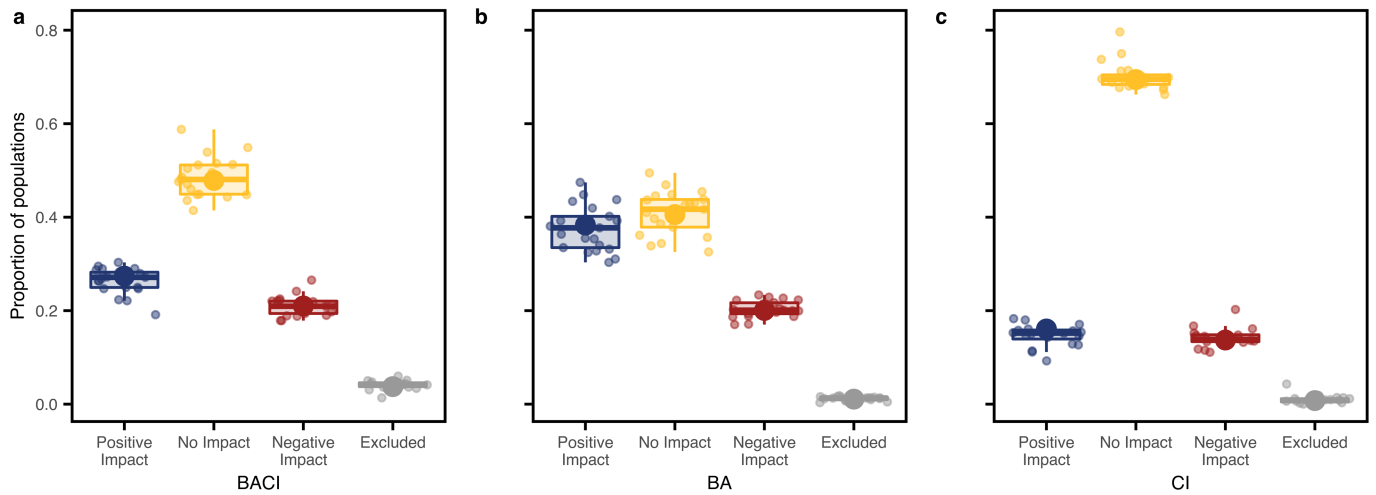 a
b
c
Proportion of populations
0.8
0.6
0.4
0.2
0.0
Positive Impact
No Impact
Negative Impact
Excluded
BACI
Positive Impact
No Impact
Negative Impact
Excluded
BA
Positive Impact
No Impact
Negative Impact
Excluded
CI